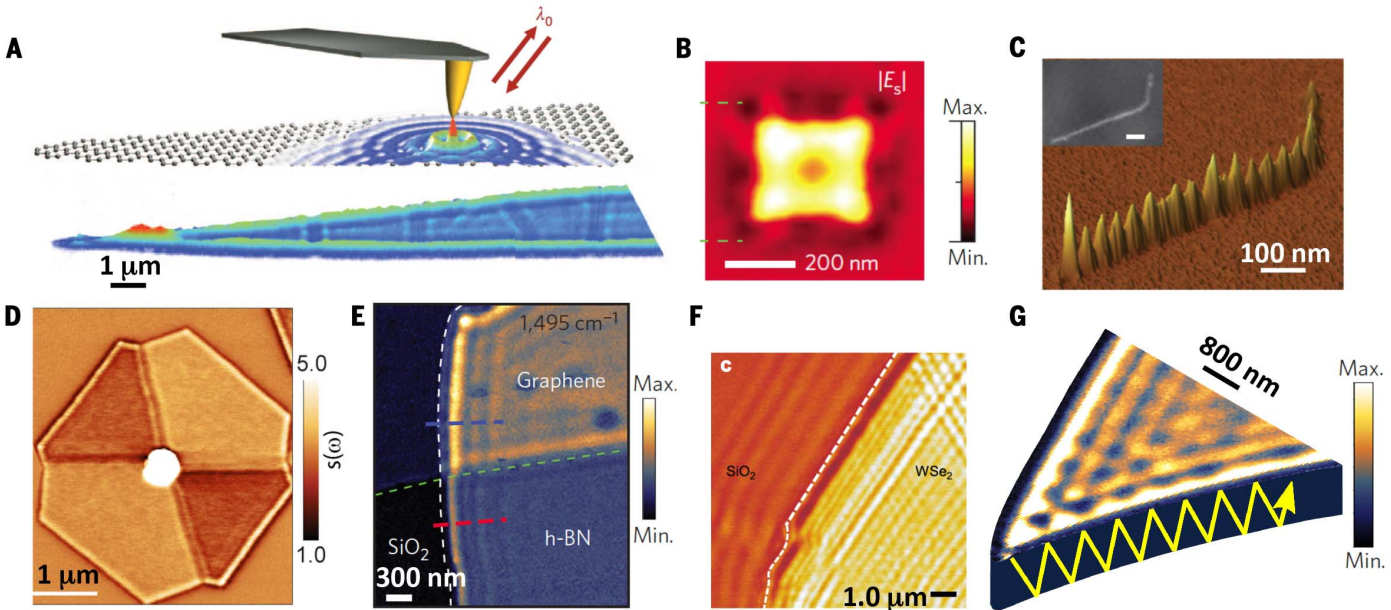 A
λ₀
1 μm
B
|Eₛ|
Max.
Min.
200 nm
C
100 nm
D
5.0
s(ω)
1.0
1 μm
E
1,495 cm⁻¹
Graphene
Max.
Min.
SiO₂
h-BN
300 nm
F
c
SiO₂
WSe₂
1.0 μm
G
800 nm
Max.
Min.